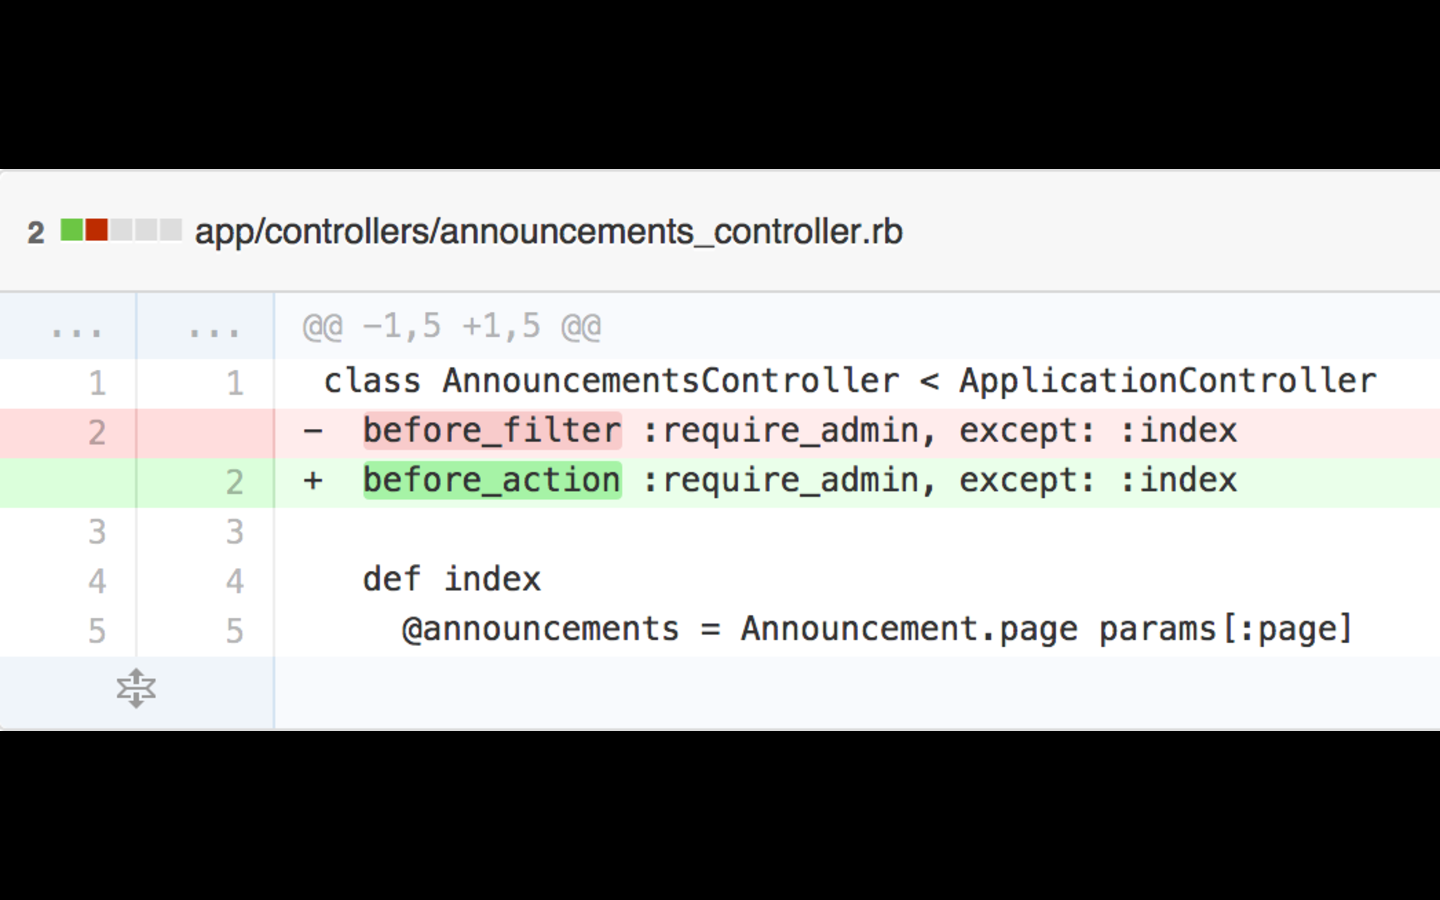 2 app/controllers/announcements_controller.rb
... ... @@ -1,5 +1,5 @@
1 1 class AnnouncementsController < ApplicationController
2 - before_filter :require_admin, except: :index
2 + before_action :require_admin, except: :index
3 3
4 4 def index
5 5 @announcements = Announcement.page params[:page]